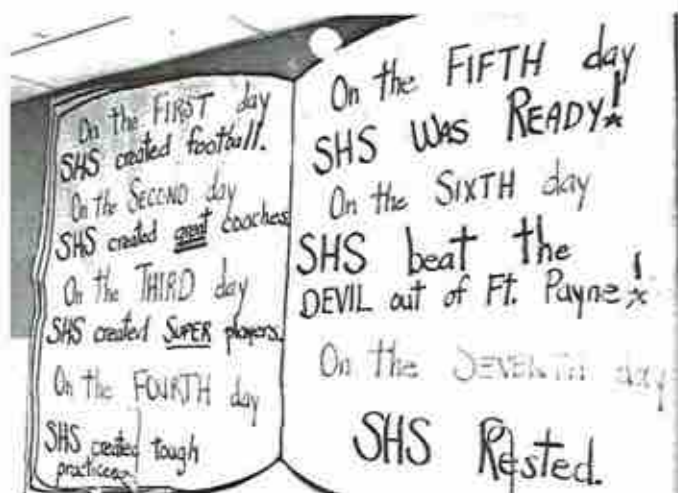 On the FIRST day
SHS created football.
On the SECOND day
SHS created great coaches
On the THIRD day
SHS created SUPER players.
On the FOURTH day
SHS created tough
practices
On the FIFTH day
SHS WAS READY!
On the SIXTH day
SHS beat the
DEVIL out of Ft. Payne!
On the SEVENTH day
SHS Rested.